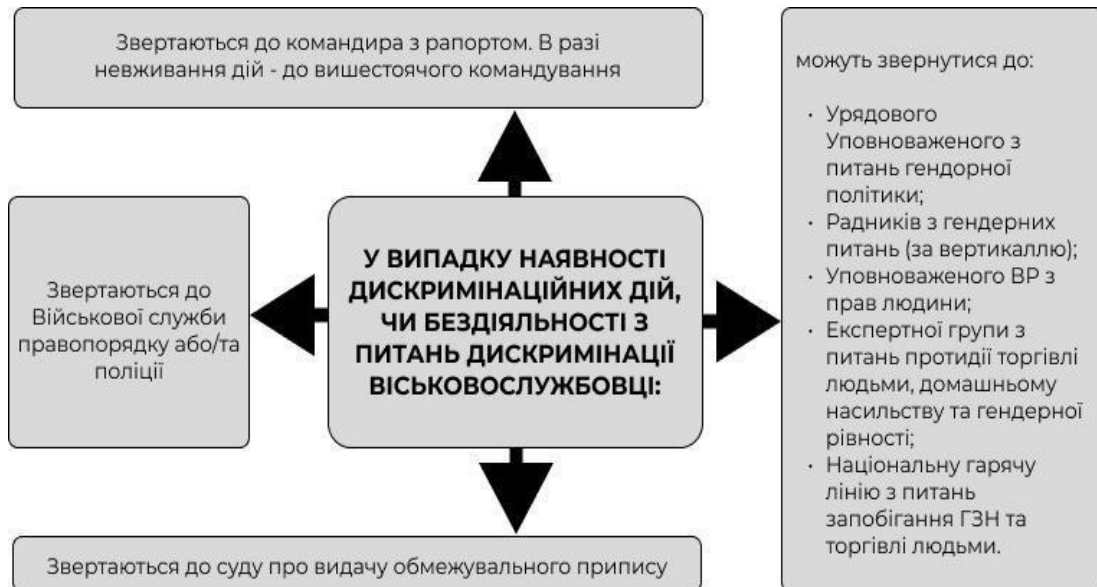 Звертаються до командира з рапортом. В разі
невживання дій - до вишестоячого командування
Звертаються до
Військової служби
правопорядку або/та
поліції
У ВИПАДКУ НАЯВНОСТІ
ДИСКРИМІНАЦІЙНИХ ДІЙ,
ЧИ БЕЗДІЯЛЬНОСТІ З
ПИТАНЬ ДИСКРИМІНАЦІЇ
ВІСЬКОВОСЛУЖБОВЦІ:
можуть звернутися до:
· Урядового
Уповноваженого з
питань гендорної
політики;
· Радників з гендерних
питань (за вертикаллю);
· Уповноваженого ВР з
прав людини;
· Експертної групи з
питань протидії торгівлі
людьми, домашньому
насильству та гендерної
рівності;
· Національну гарячу
лінію з питань
запобігання ГЗН та
торгівлі людьми.
Звертаються до суду про видачу обмежувального припису